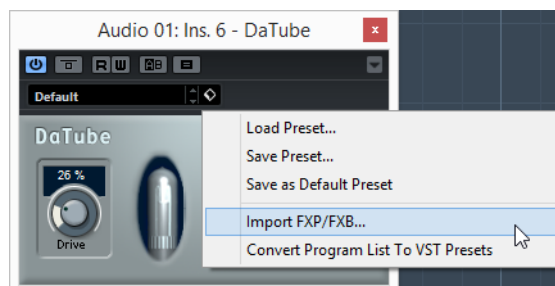 Audio 01: Ins. 6 - DaTube x
R W AB
Default
Load Preset...
DaTube
Save Preset...
26 %
Save as Default Preset
Import FXP/FXB...
Drive
Convert Program List To VST Presets